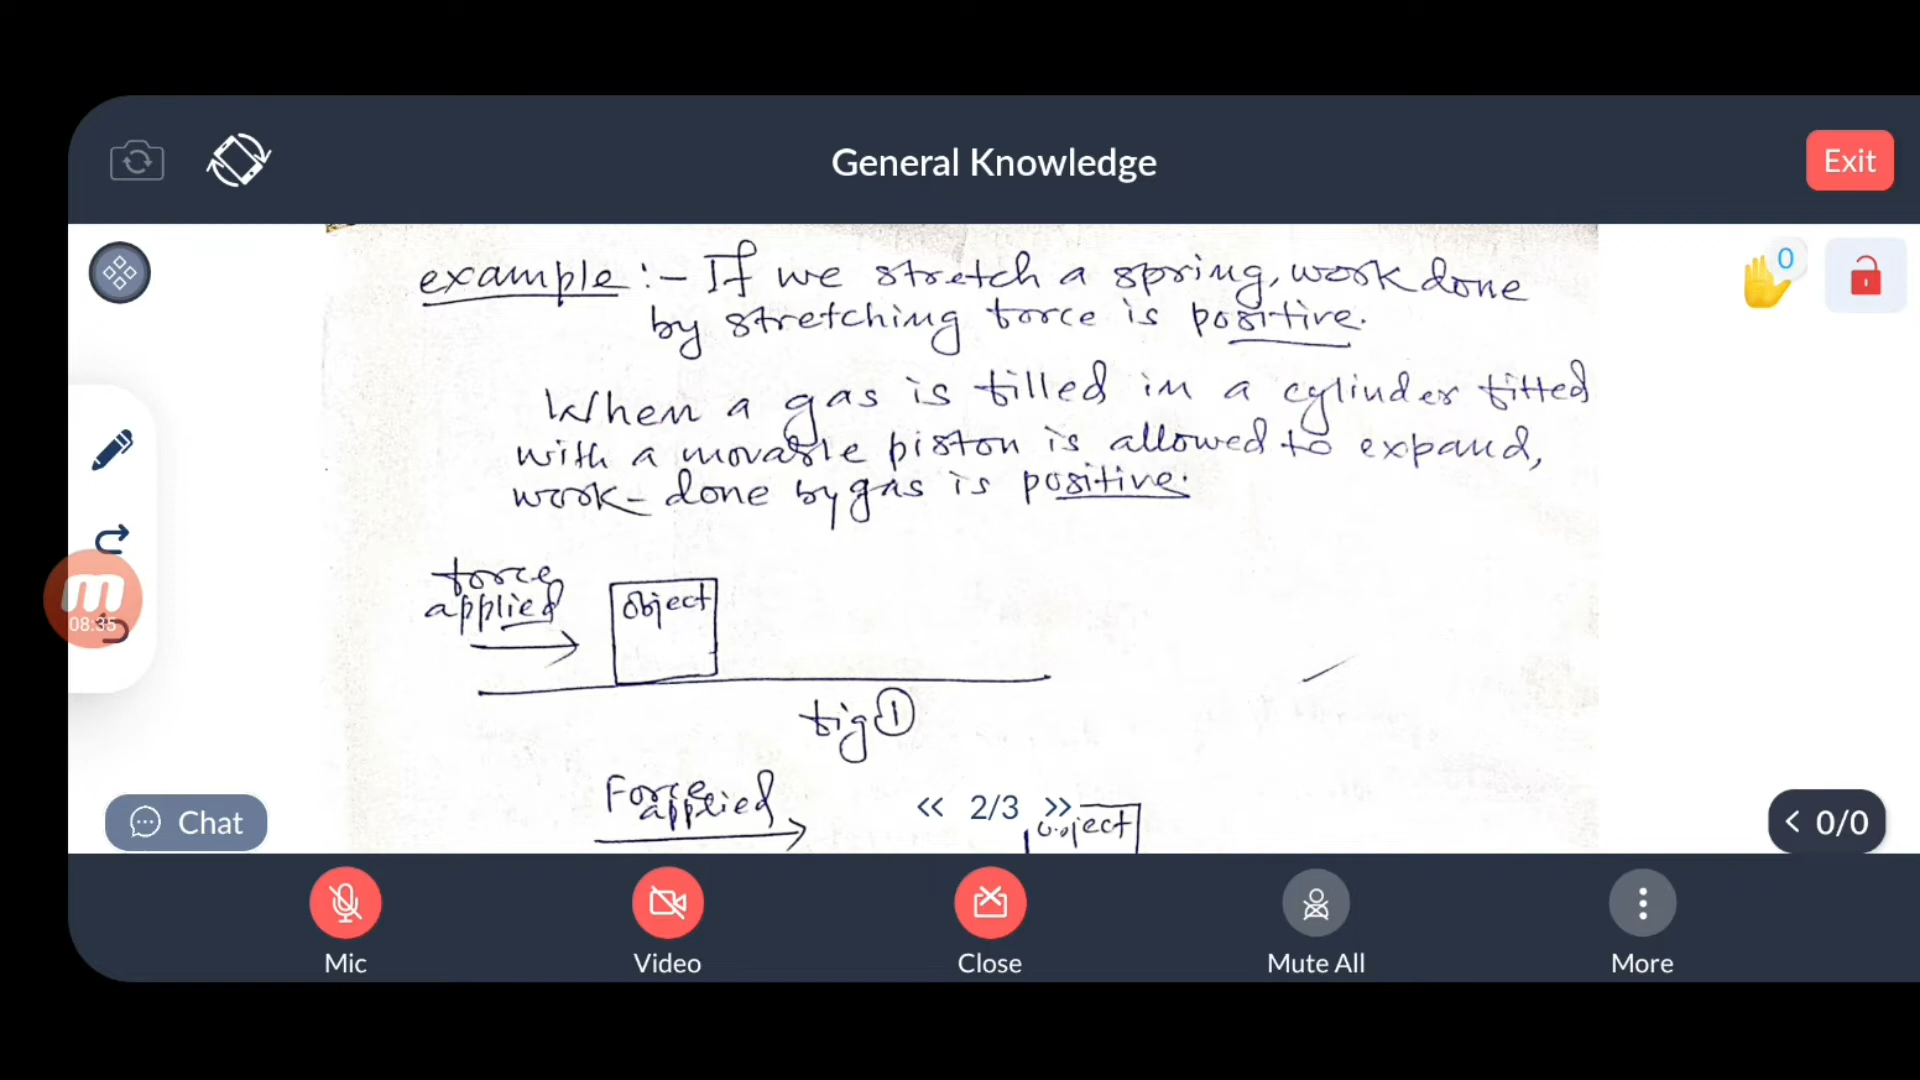 General Knowledge
Exit
example :- If we stretch a spring, work done
by stretching force is positive.
0
When a gas is filled in a cylinder fitted
with a movable piston is allowed to expand,
work-done by gas is positive.
force
applied
object
m
08:35
fig ①
Force
applied
<< 2/3 >>
object
Chat
< 0/0
Mic
Video
Close
Mute All
More